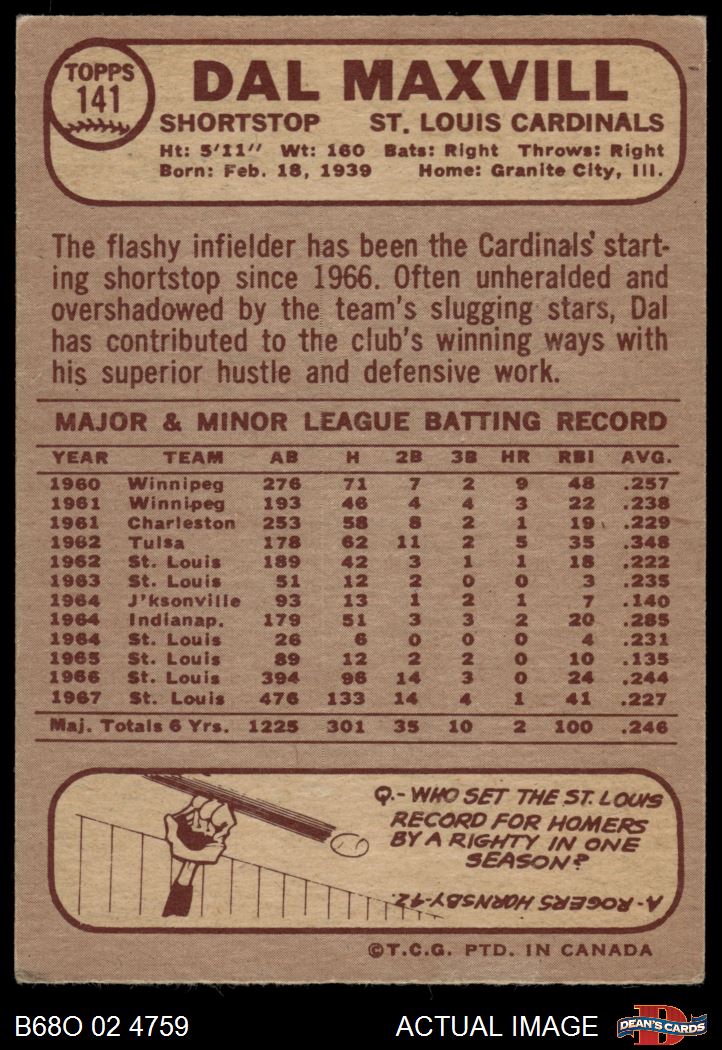 TOPPS
141
DAL MAXVILL
SHORTSTOP ST. LOUIS CARDINALS
Ht: 5'11" Wt: 160 Bats: Right Throws: Right
Born: Feb. 18, 1939 Home: Granite City, Ill.
The flashy infielder has been the Cardinals' start-
ing shortstop since 1966. Often unheralded and
overshadowed by the team's slugging stars, Dal
has contributed to the club's winning ways with
his superior hustle and defensive work.
MAJOR & MINOR LEAGUE BATTING RECORD
YEAR TEAM AB H 2B 3B HR RBI AVG.
1960 Winnipeg 276 71 7 2 9 48 .257
1961 Winnipeg 193 46 4 4 3 22 .238
1961 Charleston 253 58 8 2 1 19 .229
1962 Tulsa 178 62 11 2 5 35 .348
1962 St. Louis 189 42 3 1 1 18 .222
1963 St. Louis 51 12 2 0 0 3 .235
1964 J'ksonville 93 13 1 2 1 7 .140
1964 Indianap. 179 51 3 3 2 20 .285
1964 St. Louis 26 6 0 0 0 4 .231
1965 St. Louis 89 12 2 2 0 10 .135
1966 St. Louis 394 96 14 3 0 24 .244
1967 St. Louis 476 133 14 4 1 41 .227
Maj. Totals 6 Yrs. 1225 301 35 10 2 100 .246
Q.- WHO SET THE ST. LOUIS
RECORD FOR HOMERS
BY A RIGHTY IN ONE
SEASON?
A- ROGERS HORNSBY-42.
©T.C.G. PTD. IN CANADA
B68O 02 4759 ACTUAL IMAGE
D
DEAN'S CARDS